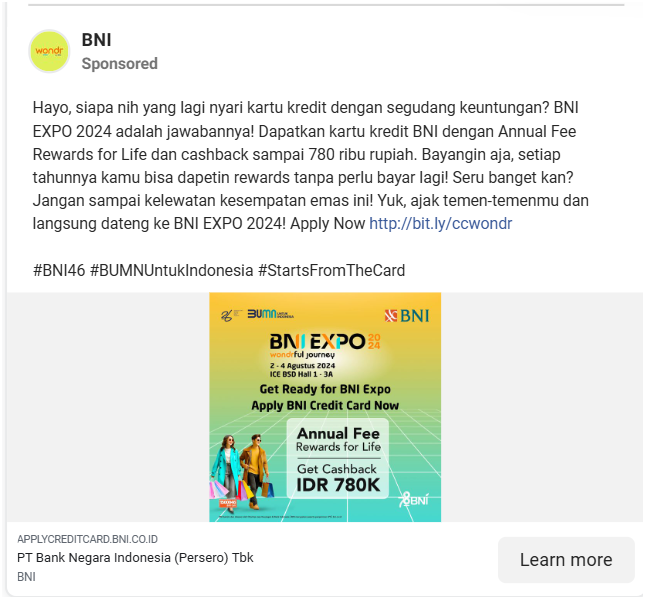 wondr
BNI
Sponsored
Hayo, siapa nih yang lagi nyari kartu kredit dengan segudang keuntungan? BNI
EXPO 2024 adalah jawabannya! Dapatkan kartu kredit BNI dengan Annual Fee
Rewards for Life dan cashback sampai 780 ribu rupiah. Bayangin aja, setiap
tahunnya kamu bisa dapetin rewards tanpa perlu bayar lagi! Seru banget kan?
Jangan sampai kelewatan kesempatan emas ini! Yuk, ajak temen-temenmu dan
langsung dateng ke BNI EXPO 2024! Apply Now http://bit.ly/ccwondr
#BNI46 #BUMNUntukIndonesia #StartsFromTheCard
BUMN UNTUK INDONESIA
BNI
BNI EXPO 2024
wondrful journey
2 - 4 Agustus 2024
ICE BSD Hall 1 - 3A
Get Ready for BNI Expo
Apply BNI Credit Card Now
Annual Fee
Rewards for Life
Get Cashback
IDR 780K
BNI
APPLYCREDITCARD.BNI.CO.ID
PT Bank Negara Indonesia (Persero) Tbk
BNI
Learn more